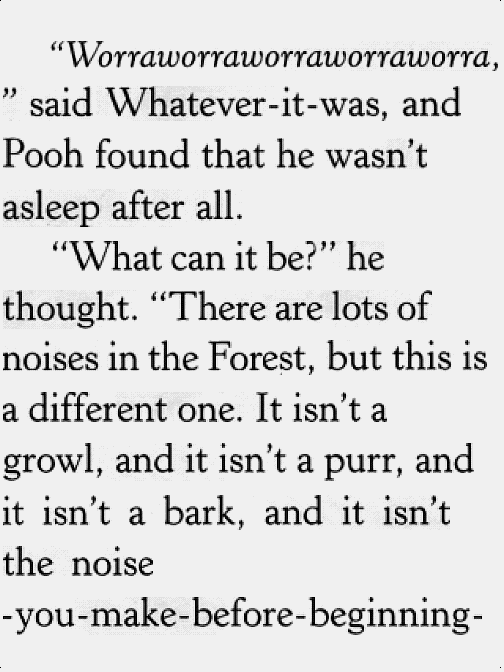 “Worraworraworraworraworra,
” said Whatever-it-was, and
Pooh found that he wasn’t
asleep after all.
“What can it be?” he
thought. “There are lots of
noises in the Forest, but this is
a different one. It isn’t a
growl, and it isn’t a purr, and
it isn’t a bark, and it isn’t
the noise
-you-make-before-beginning-